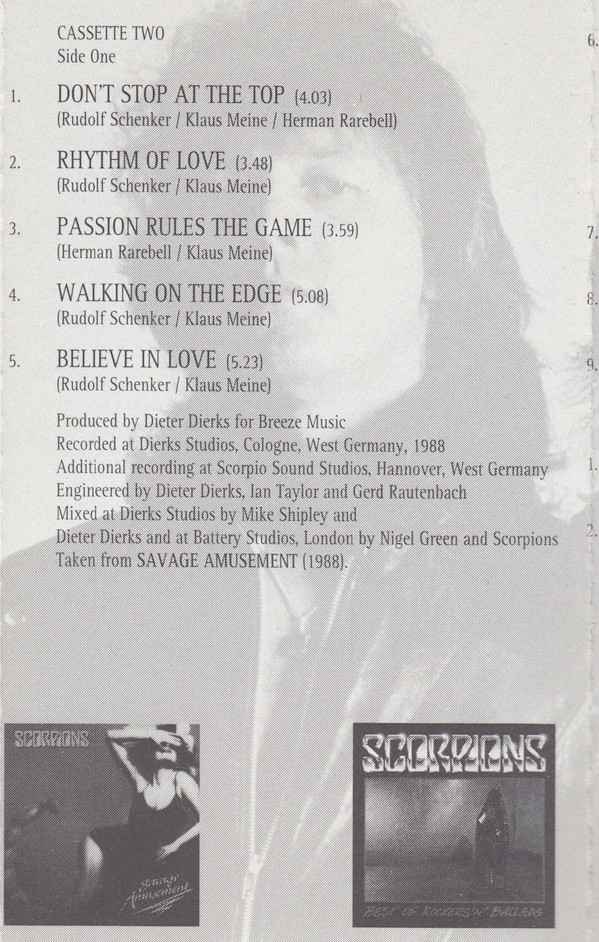 CASSETTE TWO
Side One
1. DON'T STOP AT THE TOP (4.03)
(Rudolf Schenker / Klaus Meine / Herman Rarebell)
2. RHYTHM OF LOVE (3.48)
(Rudolf Schenker / Klaus Meine)
3. PASSION RULES THE GAME (3.59)
(Herman Rarebell / Klaus Meine)
4. WALKING ON THE EDGE (5.08)
(Rudolf Schenker / Klaus Meine)
5. BELIEVE IN LOVE (5.23)
(Rudolf Schenker / Klaus Meine)
Produced by Dieter Dierks for Breeze Music
Recorded at Dierks Studios, Cologne, West Germany, 1988
Additional recording at Scorpio Sound Studios, Hannover, West Germany
Engineered by Dieter Dierks, Ian Taylor and Gerd Rautenbach
Mixed at Dierks Studios by Mike Shipley and
Dieter Dierks and at Battery Studios, London by Nigel Green and Scorpions
Taken from SAVAGE AMUSEMENT (1988).
6.
7.
8.
9.
1.
2.
SCORPIONS
Savage
Amusement
SCORPIONS
BEST OF ROCKERS 'N' BALLADS